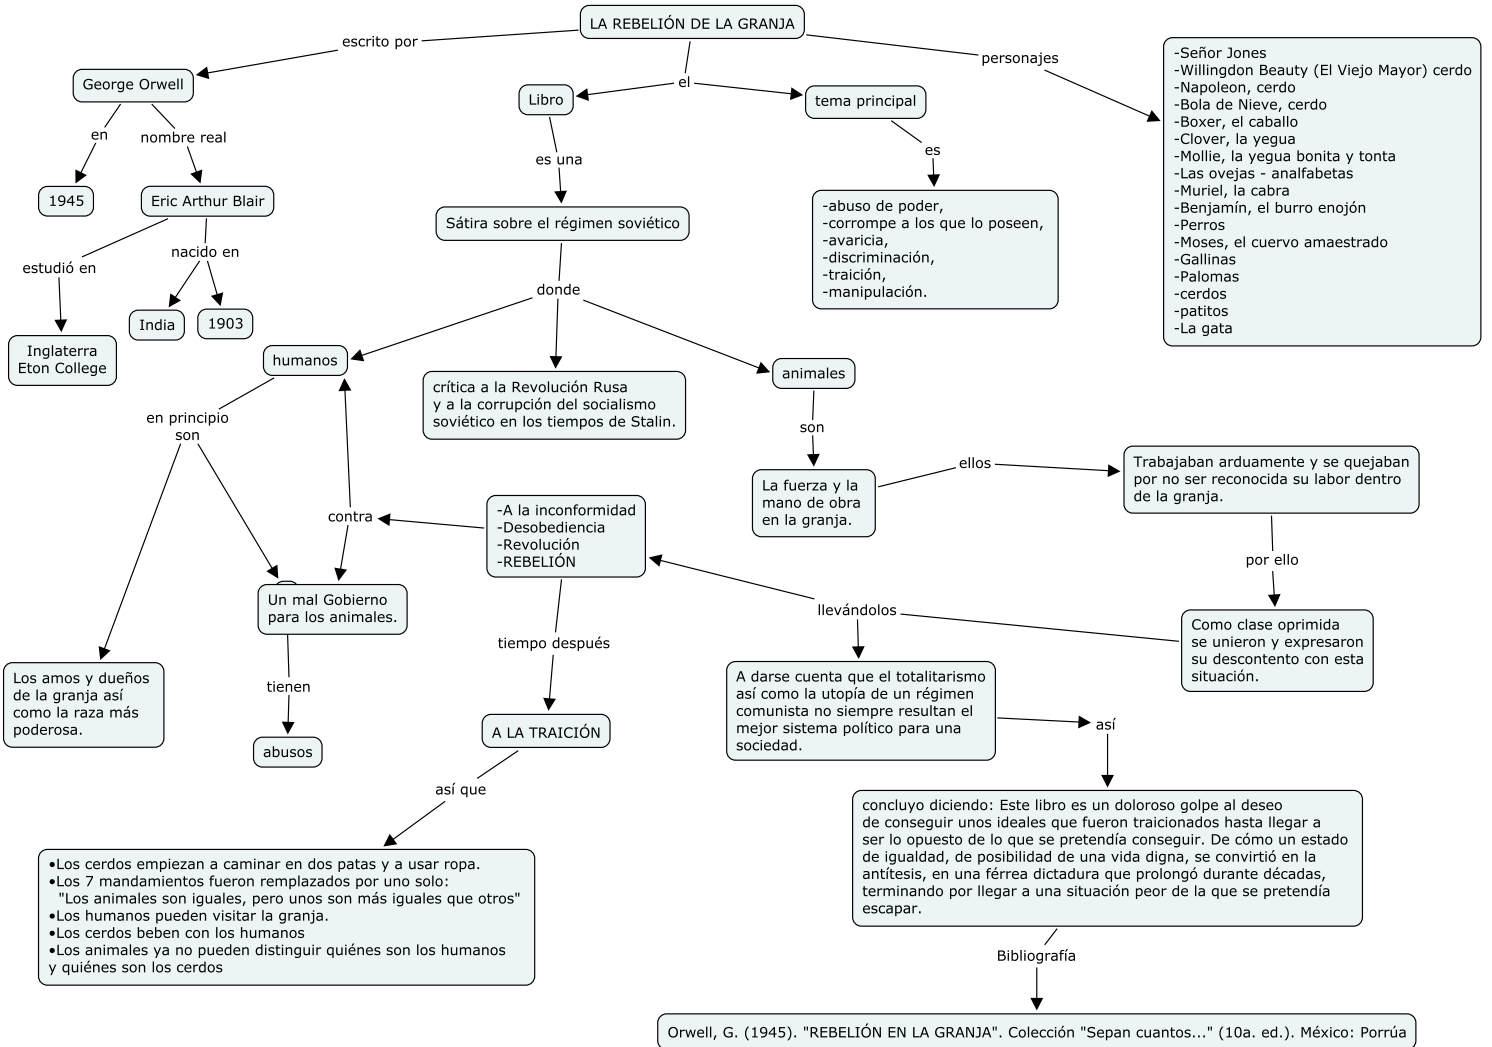 LA REBELIÓN DE LA GRANJA
escrito por
George Orwell
en
1945
nombre real
Eric Arthur Blair
estudió en
Inglaterra
Eton College
nacido en
India
1903
el
Libro
es una
Sátira sobre el régimen soviético
tema principal
es
-abuso de poder,
-corrompe a los que lo poseen,
-avaricia,
-discriminación,
-traición,
-manipulación.
personajes
-Señor Jones
-Willingdon Beauty (El Viejo Mayor) cerdo
-Napoleon, cerdo
-Bola de Nieve, cerdo
-Boxer, el caballo
-Clover, la yegua
-Mollie, la yegua bonita y tonta
-Las ovejas - analfabetas
-Muriel, la cabra
-Benjamín, el burro enojón
-Perros
-Moses, el cuervo amaestrado
-Gallinas
-Palomas
-cerdos
-patitos
-La gata
donde
humanos
crítica a la Revolución Rusa
y a la corrupción del socialismo
soviético en los tiempos de Stalin.
animales
en principio
son
Los amos y dueños
de la granja así
como la raza más
poderosa.
Un mal Gobierno
para los animales.
tienen
abusos
contra
son
La fuerza y la
mano de obra
en la granja.
ellos
Trabajaban arduamente y se quejaban
por no ser reconocida su labor dentro
de la granja.
por ello
Como clase oprimida
se unieron y expresaron
su descontento con esta
situación.
llevándolos
-A la inconformidad
-Desobediencia
-Revolución
-REBELIÓN
tiempo después
A LA TRAICIÓN
así que
•Los cerdos empiezan a caminar en dos patas y a usar ropa.
•Los 7 mandamientos fueron remplazados por uno solo:
"Los animales son iguales, pero unos son más iguales que otros"
•Los humanos pueden visitar la granja.
•Los cerdos beben con los humanos
•Los animales ya no pueden distinguir quiénes son los humanos
y quiénes son los cerdos
A darse cuenta que el totalitarismo
así como la utopía de un régimen
comunista no siempre resultan el
mejor sistema político para una
sociedad.
así
concluyo diciendo: Este libro es un doloroso golpe al deseo
de conseguir unos ideales que fueron traicionados hasta llegar a
ser lo opuesto de lo que se pretendía conseguir. De cómo un estado
de igualdad, de posibilidad de una vida digna, se convirtió en la
antítesis, en una férrea dictadura que prolongó durante décadas,
terminando por llegar a una situación peor de la que se pretendía
escapar.
Bibliografía
Orwell, G. (1945). "REBELIÓN EN LA GRANJA". Colección "Sepan cuantos..." (10a. ed.). México: Porrúa